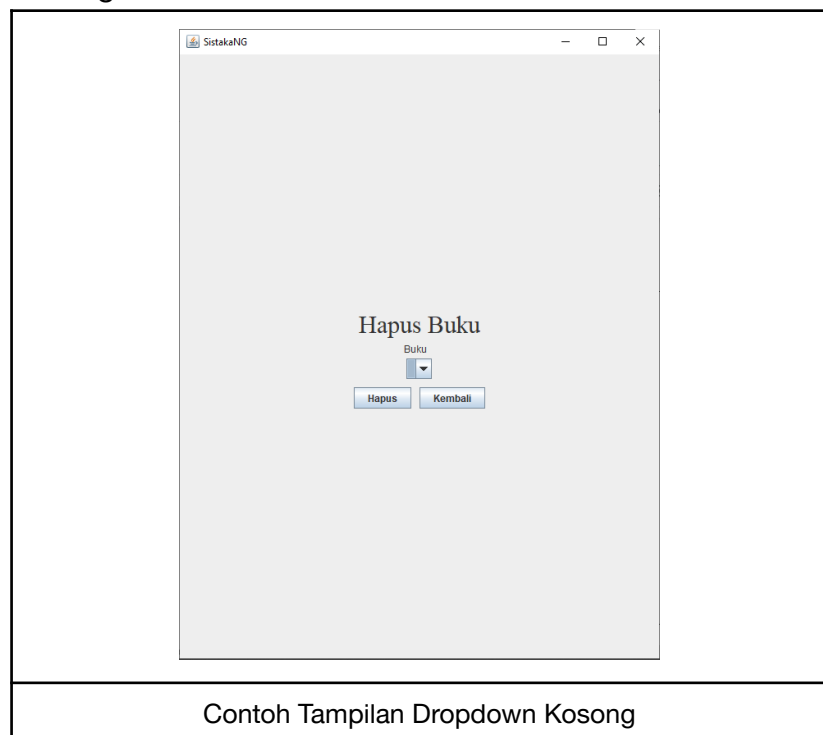 SistakaNG
Hapus Buku
Buku
Hapus Kembali
Contoh Tampilan Dropdown Kosong